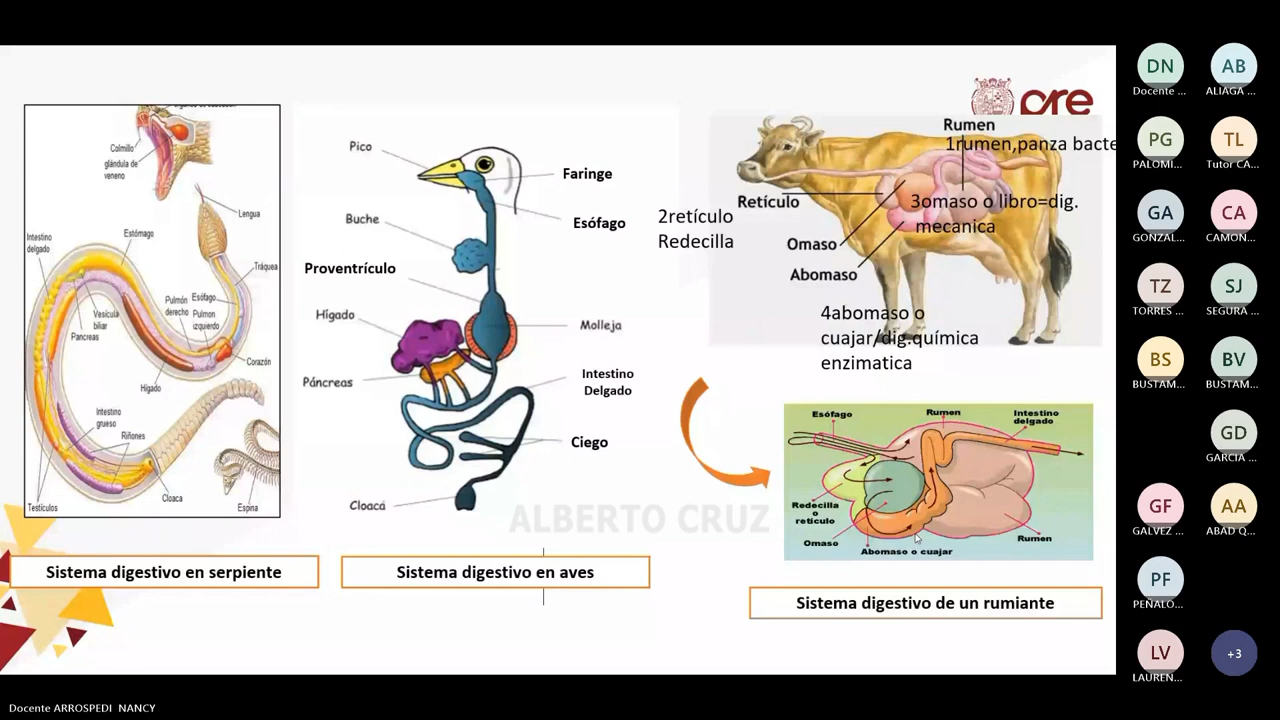 Colmillo
glándula de
veneno
Lengua
Estómago
Intestino
delgado
Tráquea
Pulmón
derecho
Esófago
Pulmon
izquierdo
Vesícula
biliar
Pancreas
Corazón
Hígado
Intestino
grueso
Riñones
Cloaca
Testículos
Espina
Sistema digestivo en serpiente
Pico
Faringe
Buche
Esófago
Proventrículo
Hígado
Molleja
Páncreas
Intestino
Delgado
Ciego
Cloaca
ALBERTO CRUZ
Sistema digestivo en aves
pre
Rumen
1rumen,panza bacte
Retículo
3omaso o libro=dig.
mecanica
2retículo
Redecilla
Omaso
Abomaso
4abomaso o
cuajar/dig.química
enzimatica
Esófago
Rumen
Intestino
delgado
Redecilla
o
retículo
Omaso
Abomaso o cuajar
Rumen
Sistema digestivo de un rumiante
DN
Docente ...
AB
ALIAGA ...
PG
PALOMI...
TL
Tutor CA...
GA
GONZAL...
CA
CAMON...
TZ
TORRES ...
SJ
SEGURA ...
BS
BUSTAM...
BV
BUSTAM...
GD
GARCIA ...
GF
GALVEZ ...
AA
ABAD Q...
PF
PEÑALO...
LV
LAUREN...
+3
Docente ARROSPEDI NANCY